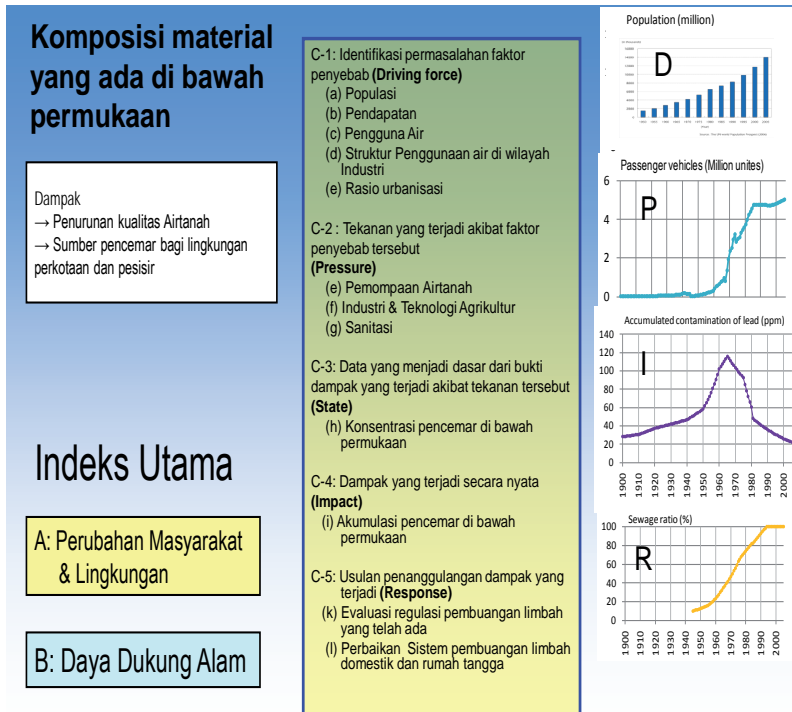 Komposisi material
yang ada di bawah
permukaan
Dampak
→ Penurunan kualitas Airtanah
→ Sumber pencemar bagi lingkungan
perkotaan dan pesisir
Indeks Utama
A: Perubahan Masyarakat
& Lingkungan
B: Daya Dukung Alam
C-1: Identifikasi permasalahan faktor
penyebab (Driving force)
(a) Populasi
(b) Pendapatan
(c) Pengguna Air
(d) Struktur Penggunaan air di wilayah
Industri
(e) Rasio urbanisasi
C-2 : Tekanan yang terjadi akibat faktor
penyebab tersebut
(Pressure)
(e) Pemompaan Airtanah
(f) Industri & Teknologi Agrikultur
(g) Sanitasi
C-3: Data yang menjadi dasar dari bukti
dampak yang terjadi akibat tekanan tersebut
(State)
(h) Konsentrasi pencemar di bawah
permukaan
C-4: Dampak yang terjadi secara nyata
(Impact)
(i) Akumulasi pencemar di bawah
permukaan
C-5: Usulan penanggulangan dampak yang
terjadi (Response)
(k) Evaluasi regulasi pembuangan limbah
yang telah ada
(l) Perbaikan Sistem pembuangan limbah
domestik dan rumah tangga
Population (million)
D
Passenger vehicles (Million unites)
6
P
4
2
0
Accumulated contamination of lead (ppm)
140
120
100
I
80
60
40
20
0
1900 1910 1920 1930 1940 1950 1960 1970 1980 1990 2000
Sewage ratio (%)
100
80
R
60
40
20
0
1900 1910 1920 1930 1940 1950 1960 1970 1980 1990 2000